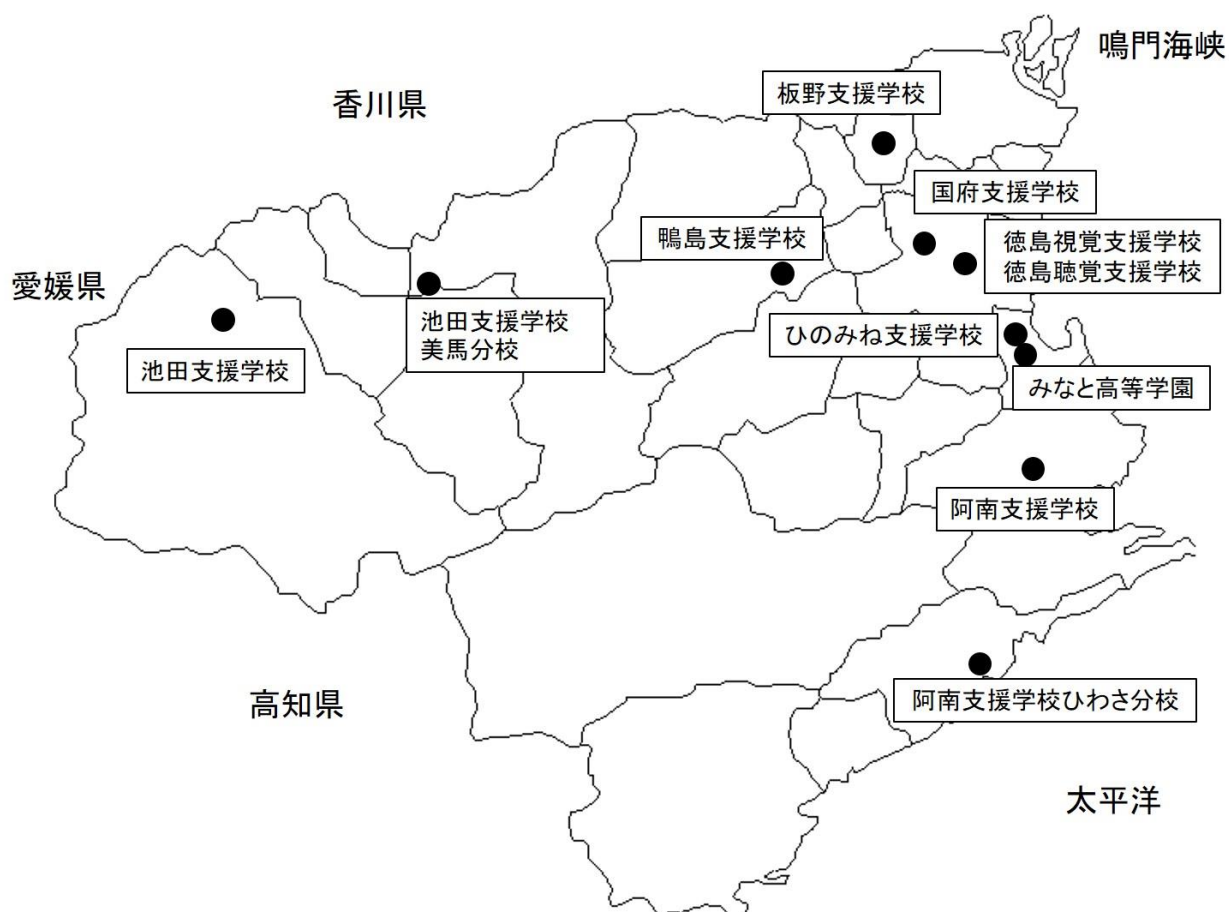 鳴門海峡
香川県
板野支援学校
国府支援学校
鴨島支援学校
徳島視覚支援学校
徳島聴覚支援学校
愛媛県
池田支援学校
美馬分校
ひのみね支援学校
池田支援学校
みなと高等学園
阿南支援学校
高知県
阿南支援学校ひわさ分校
太平洋